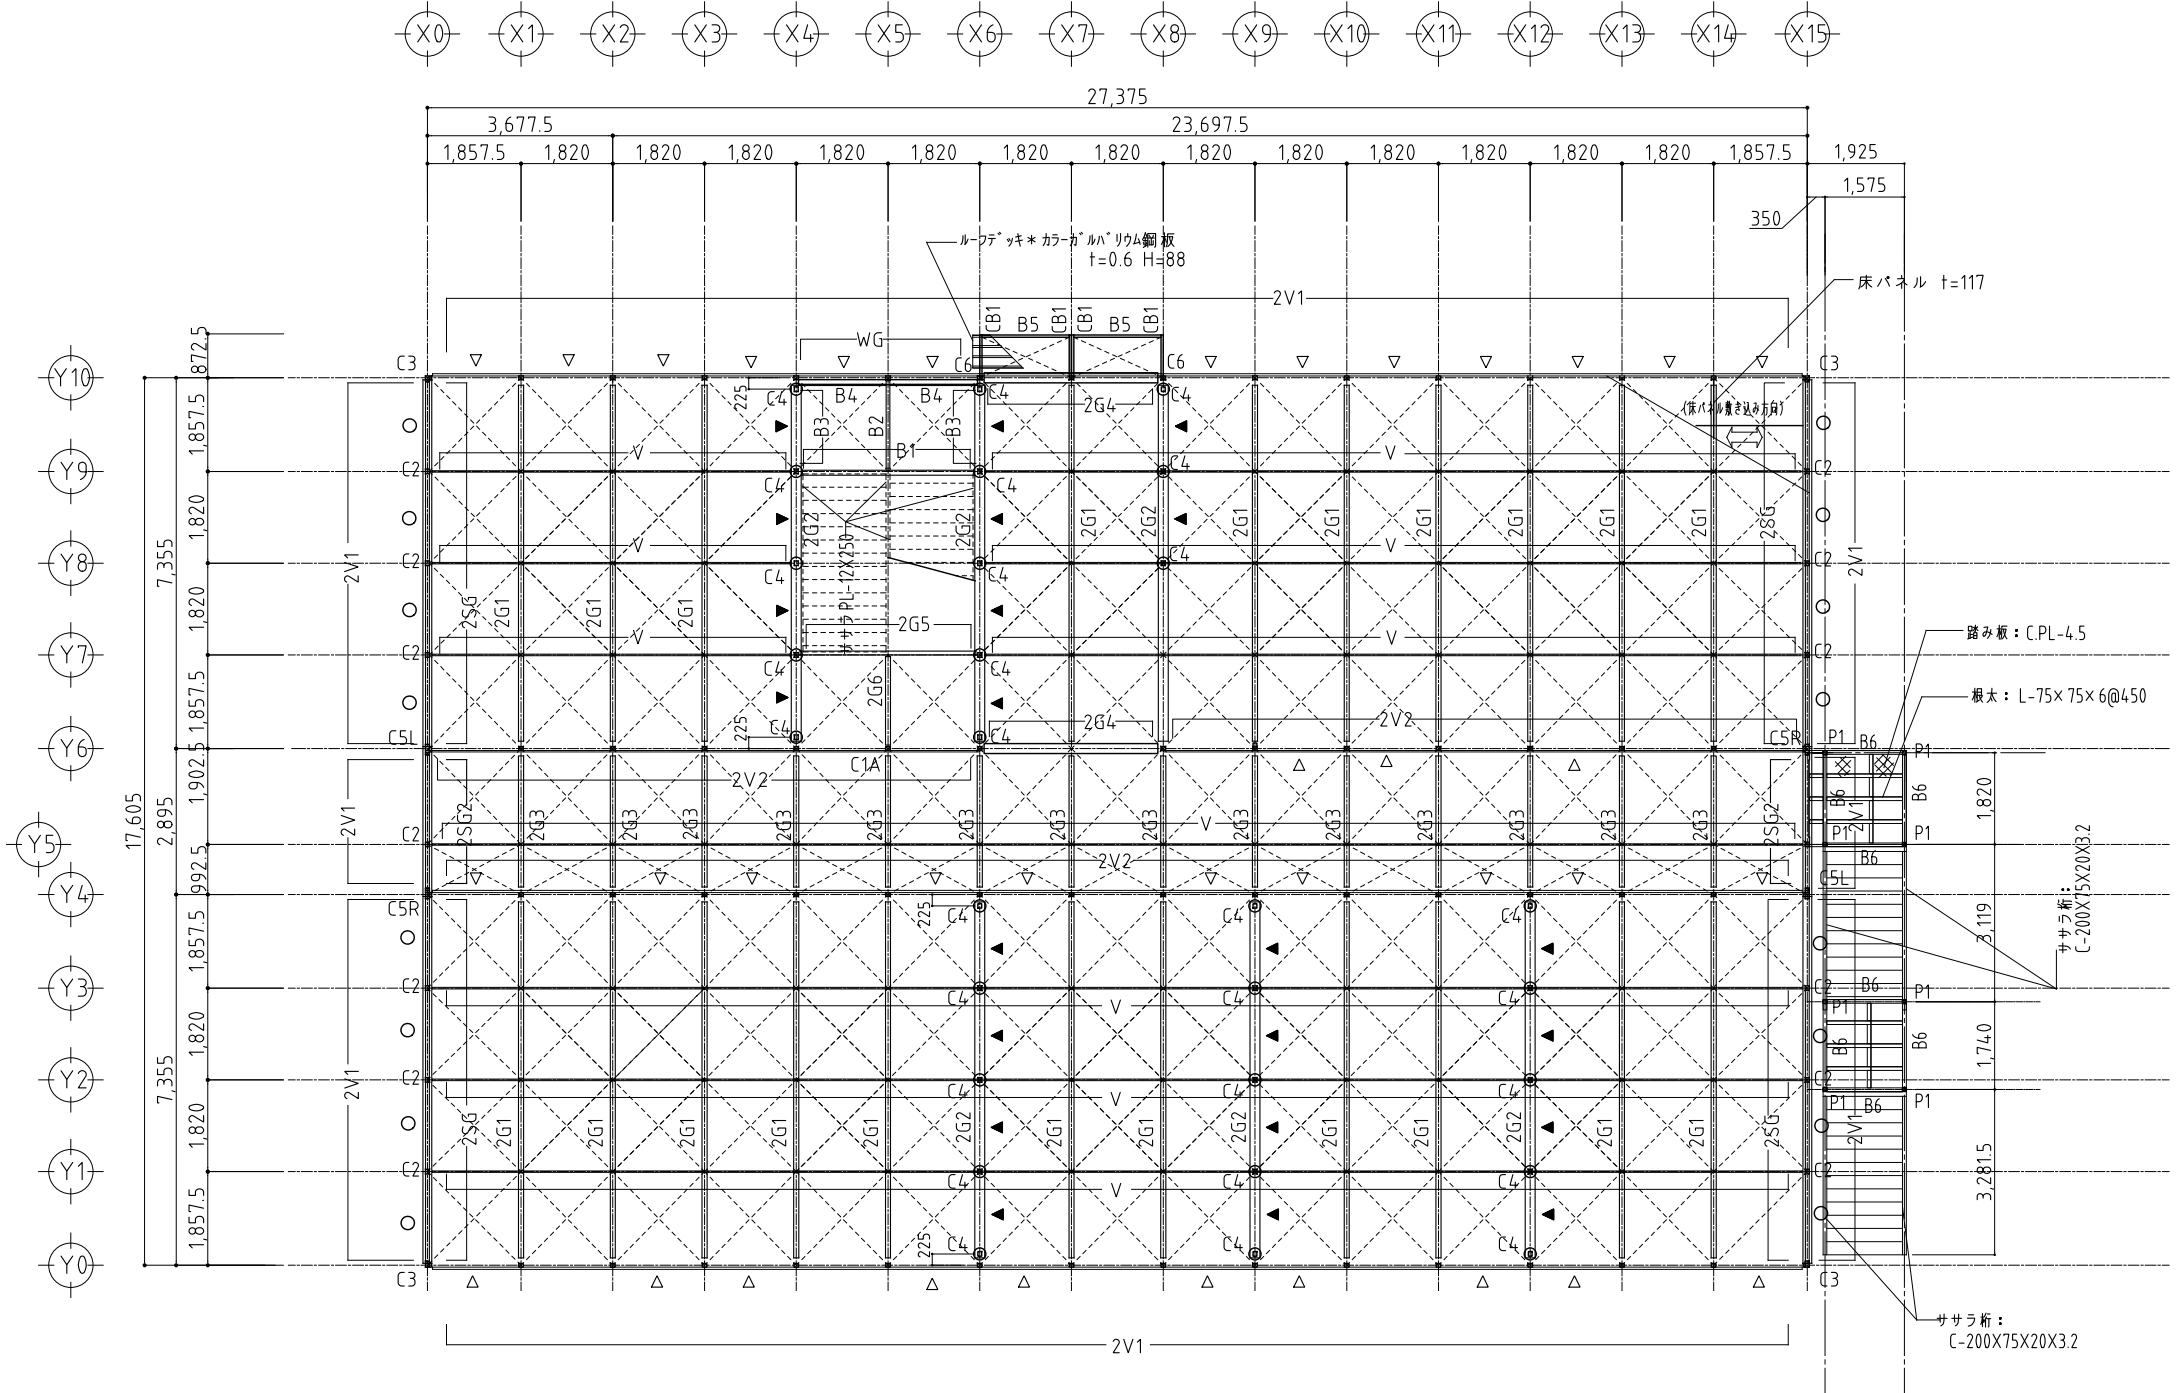 X0 X1 X2 X3 X4 X5 X6 X7 X8 X9 X10 X11 X12 X13 X14 X15
27,375
3,677.5 23,697.5
1,857.5 1,820 1,820 1,820 1,820 1,820 1,820 1,820 1,820 1,820 1,820 1,820 1,820 1,820 1,857.5 1,925
1,575
350
ルーフデッキ*カラーガルバリウム鋼板
t=0.6 H=88
床パネル t=117
2V1
CB1 B5 CB1 CB1 B5 CB1
WG
872.5
C3 C6 C6 C3
Y10
225 C4 B4 B4 C4 2G4 C4
(床パネル敷き込み方向)
1,857.5 B3 B2 B3
V B1 V
Y9 C2 C4 C2
C4 C4
1,820 2G2 2G2 2G1 2G2 2G1 2G1 2G1 2G1 2G1 2G1 2SG
V V
Y8 C2 C4 C2
C4 C4
7,355 2V1 ササラPL-12X250 2V1
1,820 2SG 2G1 2G1 2G1
2G5
V V
踏み板：C.PL-4.5
Y7 C2 C2
C4 C4
1,857.5 2G6
根太：L-75×75×6@450
225 C4 C4 2G4 2V2
C5L C5R P1 B6 P1
Y6
C1A
2V2
1,902.5
17,605 2,895 2V1 B6 2V1 B6 1,820
2SG2 2G3 2G3 2G3 2G3 2G3 2G3 2G3 2G3 2G3 2G3 2G3 2G3 2G3 2G3 2SG2
V
Y5 C2 P1 P1
992.5 2V2 B6
C5L
Y4
C5R 225 C4 C4 C4
1,857.5 3,119
ササラ桁：
C-200X75X20X3.2
Y3 C2 C2 B6 P1
C4 C4 C4 P1
V
1,820 B6 B6 1,740
Y2 C2 C2
C4 C4 C4 P1 B6 P1
V
7,355 2V1
1,820 2SG 2G1 2G1 2G1 2G1 2G1 2G2 2G1 2G1 2G2 2G1 2G1 2G2 2G1 2G1 2SG 2V1
Y1 C2 C2
C4 C4 C4
V
3,281.5
1,857.5
225 C4 C4 C4
Y0
C3 C3
ササラ桁：
C-200X75X20X3.2
2V1